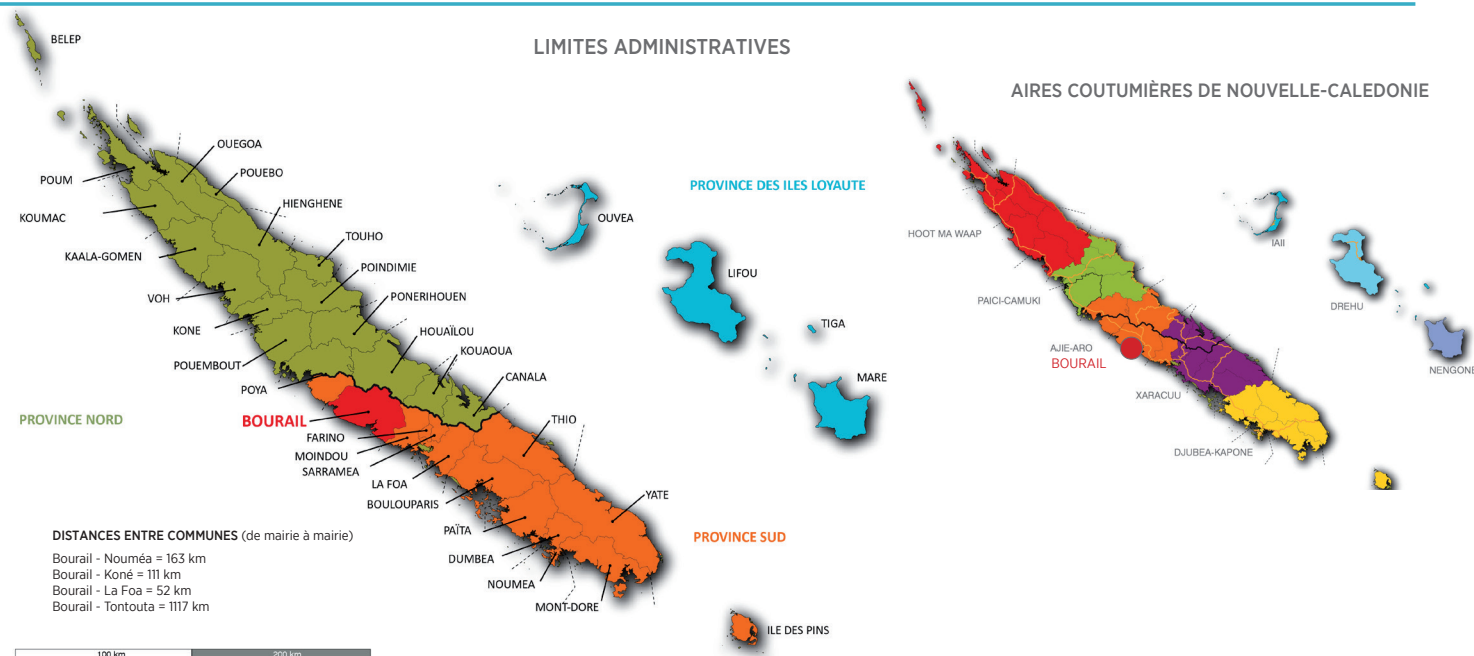 LIMITES ADMINISTRATIVES
BELEP
OUEGOA
POUEBO
POUM
HIENGHENE
KOUMAC
TOUHO
KAALA-GOMEN
POINDIMIE
VOH
PONERIHOUEN
KONE
HOUAÏLOU
POUEMBOUT
KOUAOUA
POYA
CANALA
PROVINCE NORD
BOURAIL
THIO
FARINO
MOINDOU
SARRAMEA
LA FOA
BOULOUPARIS
YATE
PAÏTA
PROVINCE SUD
DUMBEA
NOUMEA
MONT-DORE
ILE DES PINS
PROVINCE DES ILES LOYAUTE
OUVEA
LIFOU
TIGA
MARE
DISTANCES ENTRE COMMUNES (de mairie à mairie)
Bourail - Nouméa = 163 km
Bourail - Koné = 111 km
Bourail - La Foa = 52 km
Bourail - Tontouta = 1117 km
100 km
200 km
AIRES COUTUMIÈRES DE NOUVELLE-CALEDONIE
HOOT MA WAAP
IAII
PAICI-CAMUKI
DREHU
AJIE-ARO
BOURAIL
NENGONE
XARACUU
DJUBEA-KAPONE